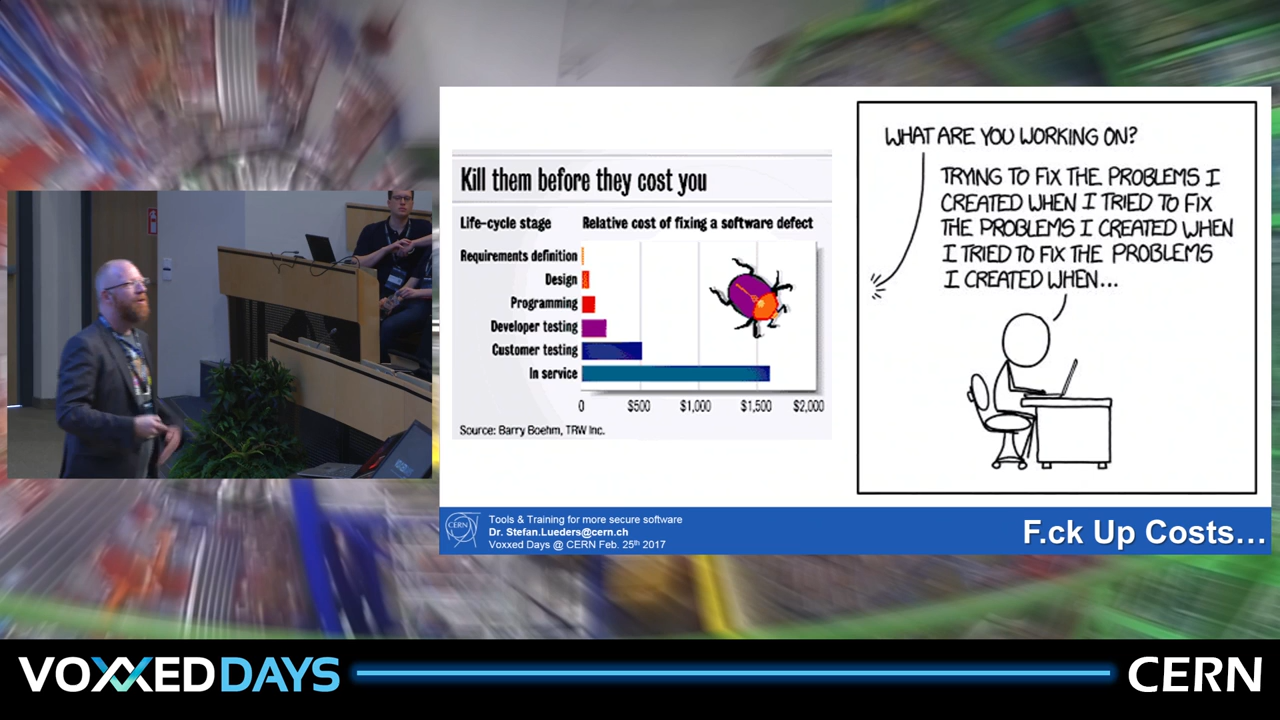 Kill them before they cost you
Life-cycle stage
Relative cost of fixing a software defect
Requirements definition
Design
Programming
Developer testing
Customer testing
In service
0 $500 $1,000 $1,500 $2,000
Source: Barry Boehm, TRW Inc.
WHAT ARE YOU WORKING ON?
TRYING TO FIX THE PROBLEMS I
CREATED WHEN I TRIED TO FIX
THE PROBLEMS I CREATED WHEN
I TRIED TO FIX THE PROBLEMS
I CREATED WHEN...
CERN
Tools & Training for more secure software
Dr. Stefan.Lueders@cern.ch
Voxxed Days @ CERN Feb. 25th 2017
F.ck Up Costs...
VOXXED DAYS
CERN